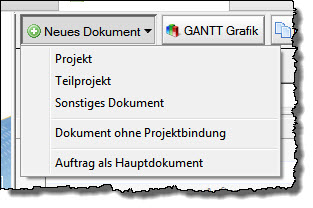 Neues Dokument GANTT Grafik
Projekt
Teilprojekt
Sonstiges Dokument
Dokument ohne Projektbindung
Auftrag als Hauptdokument